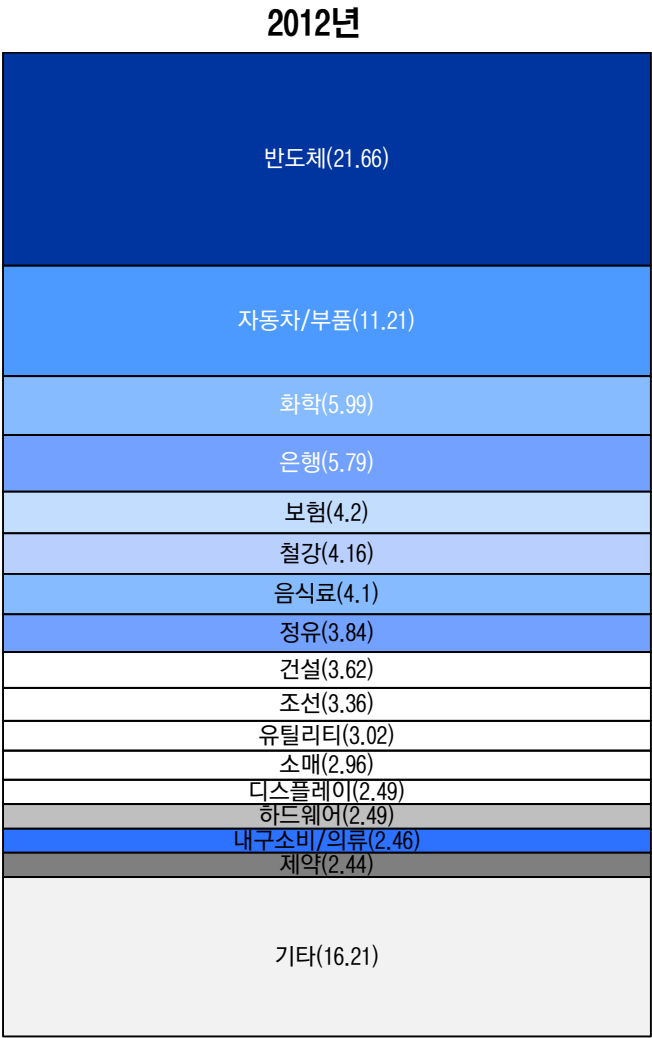 2012년
반도체(21.66)
자동차/부품(11.21)
화학(5.99)
은행(5.79)
보험(4.2)
철강(4.16)
음식료(4.1)
정유(3.84)
건설(3.62)
조선(3.36)
유틸리티(3.02)
소매(2.96)
디스플레이(2.49)
하드웨어(2.49)
내구소비/의류(2.46)
제약(2.44)
기타(16.21)